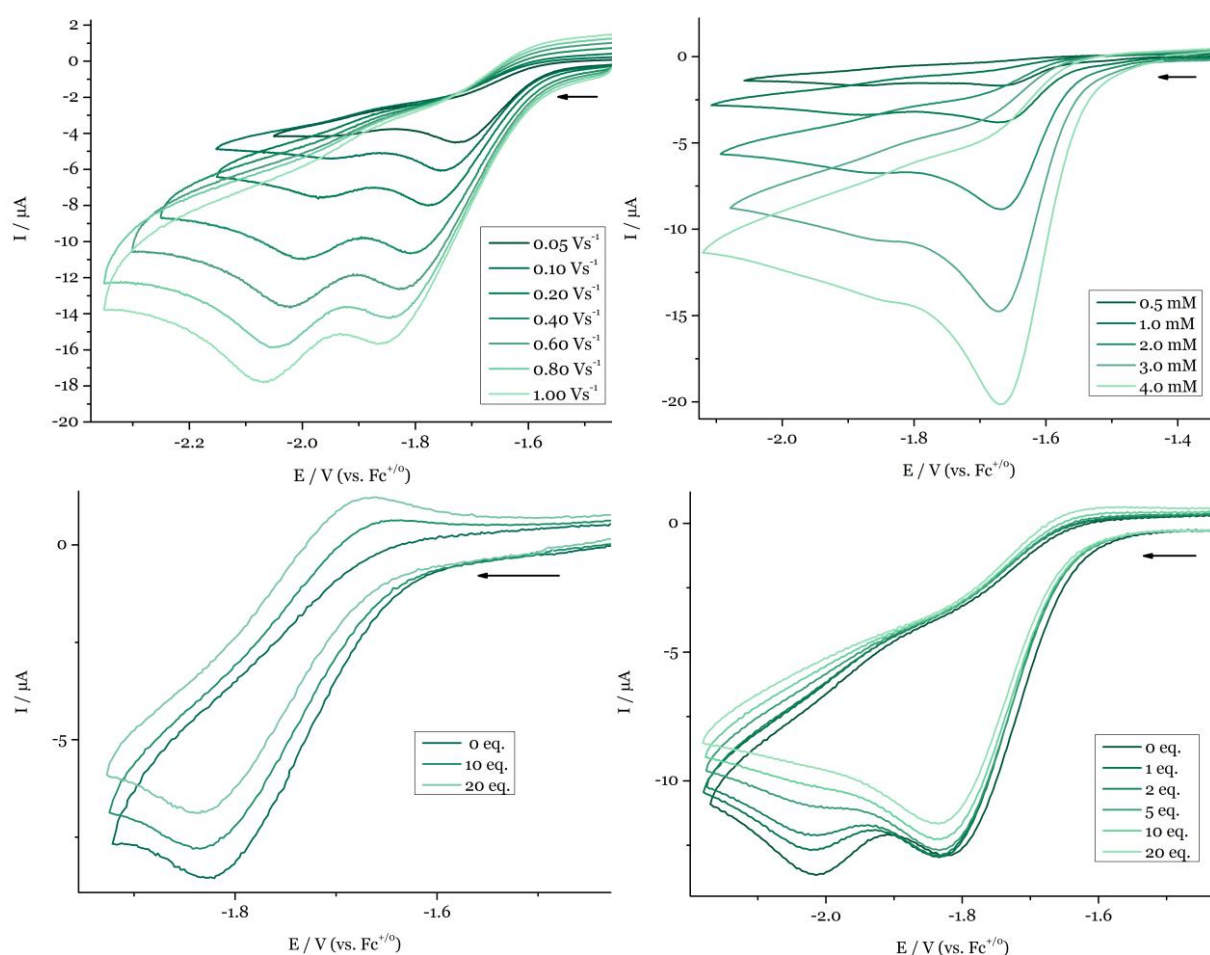 2
0
-2
-4
-6
-8
-10
-12
-14
-16
-18
-20
I / µA
0.05 Vs⁻¹
0.10 Vs⁻¹
0.20 Vs⁻¹
0.40 Vs⁻¹
0.60 Vs⁻¹
0.80 Vs⁻¹
1.00 Vs⁻¹
-2.2
-2.0
-1.8
-1.6
E / V (vs. Fc⁺ᐟ⁰)
0
-5
-10
-15
-20
I / µA
0.5 mM
1.0 mM
2.0 mM
3.0 mM
4.0 mM
-2.0
-1.8
-1.6
-1.4
E / V (vs. Fc⁺ᐟ⁰)
0
-5
I / µA
0 eq.
10 eq.
20 eq.
-1.8
-1.6
E / V (vs. Fc⁺ᐟ⁰)
0
-5
-10
I / µA
0 eq.
1 eq.
2 eq.
5 eq.
10 eq.
20 eq.
-2.0
-1.8
-1.6
E / V (vs. Fc⁺ᐟ⁰)